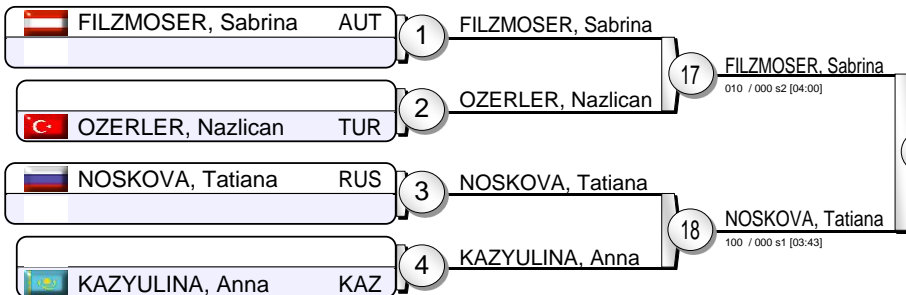 FILZMOSER, Sabrina AUT
1
FILZMOSER, Sabrina
17
FILZMOSER, Sabrina
010 / 000 s2 [04:00]
OZERLER, Nazlican TUR
2
OZERLER, Nazlican
NOSKOVA, Tatiana RUS
3
NOSKOVA, Tatiana
18
NOSKOVA, Tatiana
100 / 000 s1 [03:43]
KAZYULINA, Anna KAZ
4
KAZYULINA, Anna